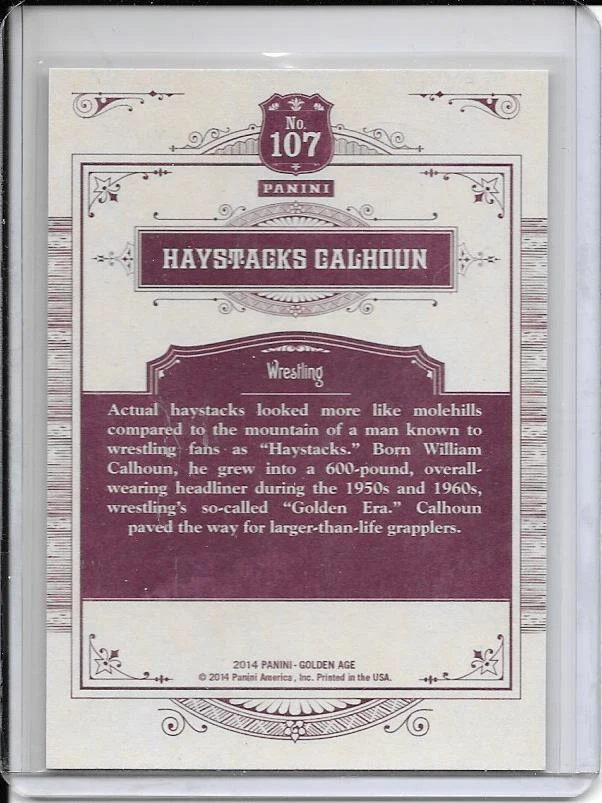 No.
107
PANINI
HAYSTACKS CALHOUN
Wrestling
Actual haystacks looked more like molehills
compared to the mountain of a man known to
wrestling fans as “Haystacks.” Born William
Calhoun, he grew into a 600-pound, overall-
wearing headliner during the 1950s and 1960s,
wrestling's so-called “Golden Era.” Calhoun
paved the way for larger-than-life grapplers.
2014 PANINI - GOLDEN AGE
© 2014 Panini America, Inc. Printed in the USA.